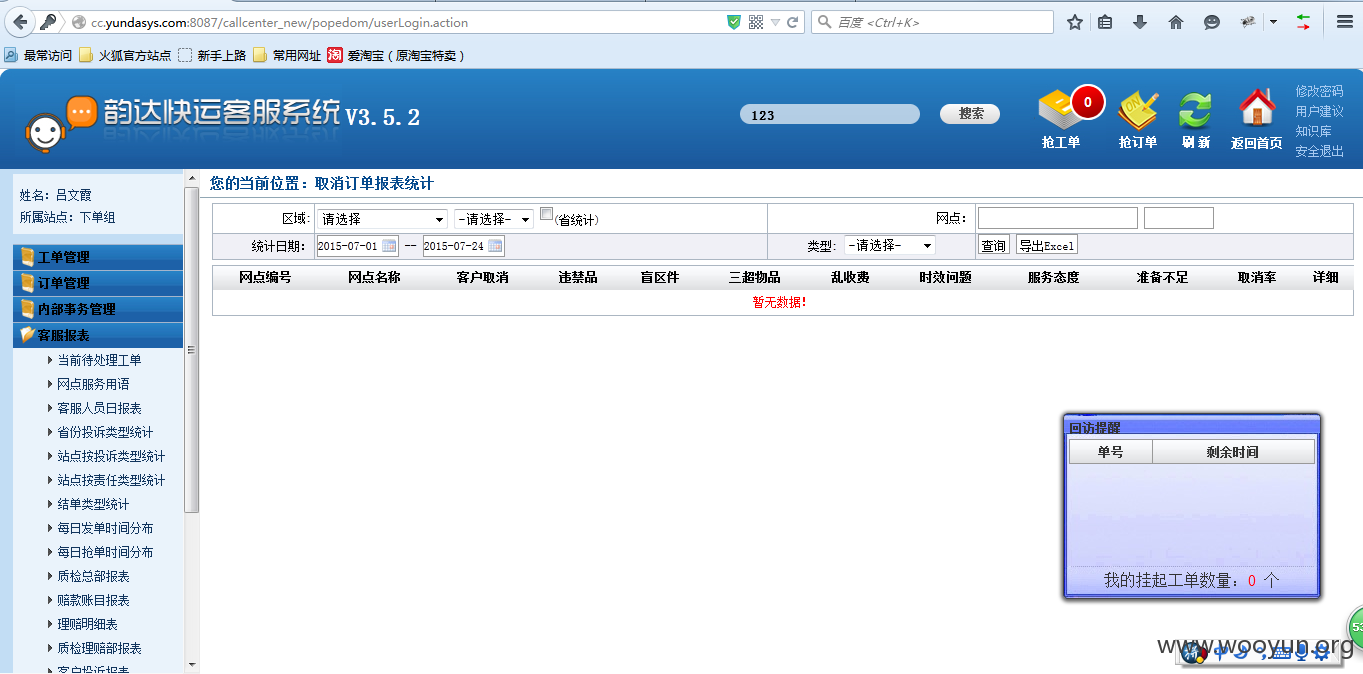 cc.yundasys.com:8087/callcenter_new/popedom/userLogin.action
百度 <Ctrl+K>
最常访问 火狐官方站点 新手上路 常用网址 淘 爱淘宝（原淘宝特卖）
韵达快运客服系统 V3.5.2
123 搜索
0
抢工单 抢订单 刷新 返回首页
修改密码
用户建议
知识库
安全退出
姓名：吕文霞
所属站点：下单组
您的当前位置：取消订单报表统计
区域: 请选择 -请选择- (省统计) 网点:
统计日期: 2015-07-01 -- 2015-07-24 类型: -请选择- 查询 导出Excel
网点编号 网点名称 客户取消 违禁品 盲区件 三超物品 乱收费 时效问题 服务态度 准备不足 取消率 详细
暂无数据!
工单管理
订单管理
内部事务管理
客服报表
当前待处理工单
网点服务用语
客服人员日报表
省份投诉类型统计
站点按投诉类型统计
站点按责任类型统计
结单类型统计
每日发单时间分布
每日抢单时间分布
质检总部报表
赔款账目报表
理赔明细表
质检理赔部报表
客户投诉报表
回访提醒
单号 剩余时间
我的挂起工单数量: 0 个
53
www.wooyun.org
中